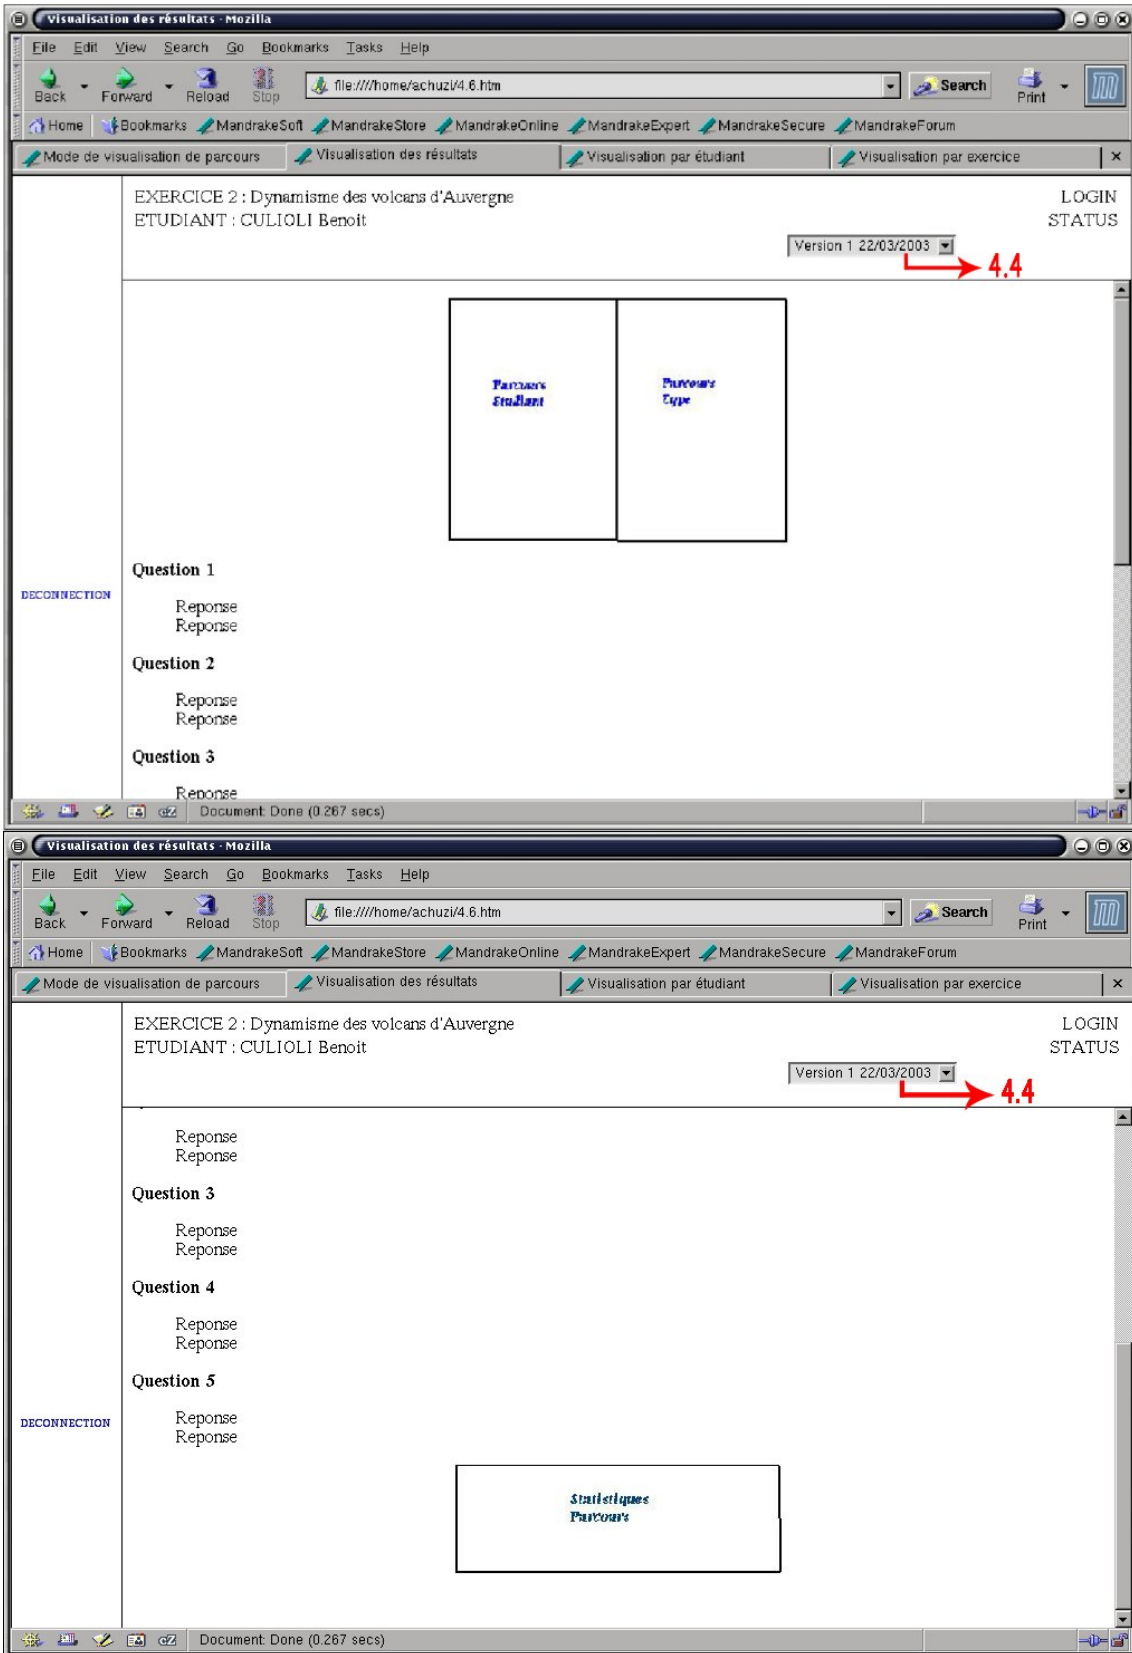 Visualisation des résultats - Mozilla
File Edit View Search Go Bookmarks Tasks Help
Back Forward Reload Stop file:////home/achuzi/4.6.htm Search Print
Home Bookmarks MandrakeSoft MandrakeStore MandrakeOnline MandrakeExpert MandrakeSecure MandrakeForum
Mode de visualisation de parcours Visualisation des résultats Visualisation par étudiant Visualisation par exercice
EXERCICE 2 : Dynamisme des volcans d'Auvergne LOGIN
ETUDIANT : CULIOLI Benoit STATUS
Version 1 22/03/2003
4.4
Parcours Parcours
Etudiant Type
Question 1
DECONNECTION
Reponse
Reponse
Question 2
Reponse
Reponse
Question 3
Reponse
Document: Done (0.267 secs)
Visualisation des résultats - Mozilla
File Edit View Search Go Bookmarks Tasks Help
Back Forward Reload Stop file:////home/achuzi/4.6.htm Search Print
Home Bookmarks MandrakeSoft MandrakeStore MandrakeOnline MandrakeExpert MandrakeSecure MandrakeForum
Mode de visualisation de parcours Visualisation des résultats Visualisation par étudiant Visualisation par exercice
EXERCICE 2 : Dynamisme des volcans d'Auvergne LOGIN
ETUDIANT : CULIOLI Benoit STATUS
Version 1 22/03/2003
4.4
Reponse
Reponse
Question 3
Reponse
Reponse
Question 4
Reponse
Reponse
Question 5
DECONNECTION Reponse
Reponse
Statistiques
Parcours
Document: Done (0.267 secs)